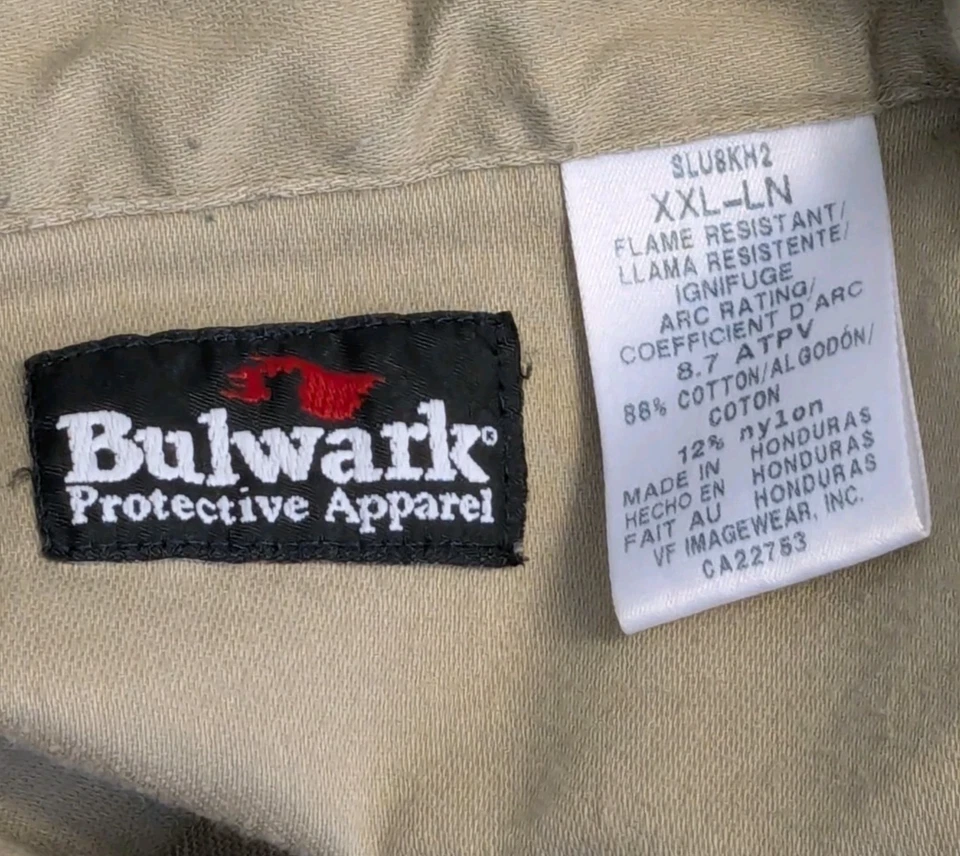 Bulwark®
Protective Apparel
SLU8KH2
XXL-LN
FLAME RESISTANT/
LLAMA RESISTENTE/
IGNIFUGE
ARC RATING/
COEFFICIENT D'ARC
8.7 ATPV
88% COTTON/ALGODÓN/
COTON
12% nylon
MADE IN HONDURAS
HECHO EN HONDURAS
FAIT AU HONDURAS
VF IMAGEWEAR, INC.
CA22753